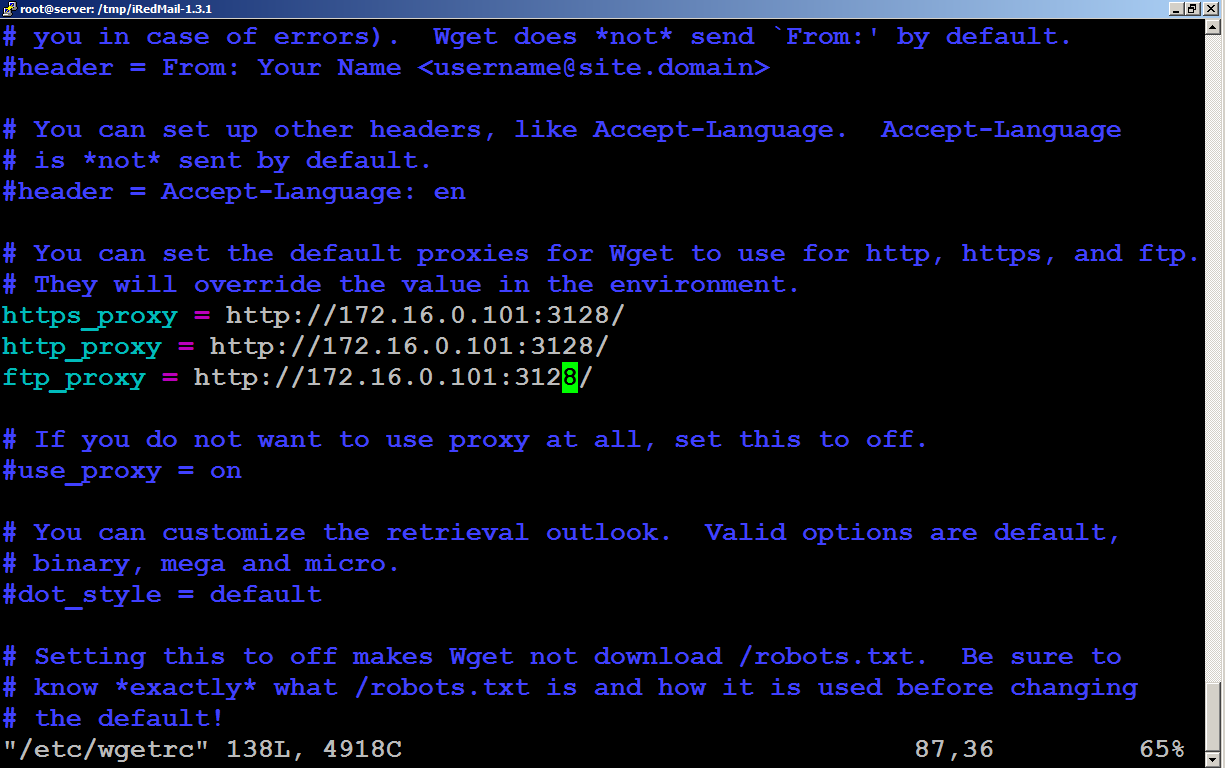 root@server: /tmp/iRedMail-1.3.1
# you in case of errors).  Wget does *not* send `From:' by default.
#header = From: Your Name <username@site.domain>
# You can set up other headers, like Accept-Language.  Accept-Language
# is *not* sent by default.
#header = Accept-Language: en
# You can set the default proxies for Wget to use for http, https, and ftp.
# They will override the value in the environment.
https_proxy = http://172.16.0.101:3128/
http_proxy = http://172.16.0.101:3128/
ftp_proxy = http://172.16.0.101:3128/
# If you do not want to use proxy at all, set this to off.
#use_proxy = on
# You can customize the retrieval outlook.  Valid options are default,
# binary, mega and micro.
#dot_style = default
# Setting this to off makes Wget not download /robots.txt.  Be sure to
# know *exactly* what /robots.txt is and how it is used before changing
# the default!
"/etc/wgetrc" 138L, 4918C 87,36 65%